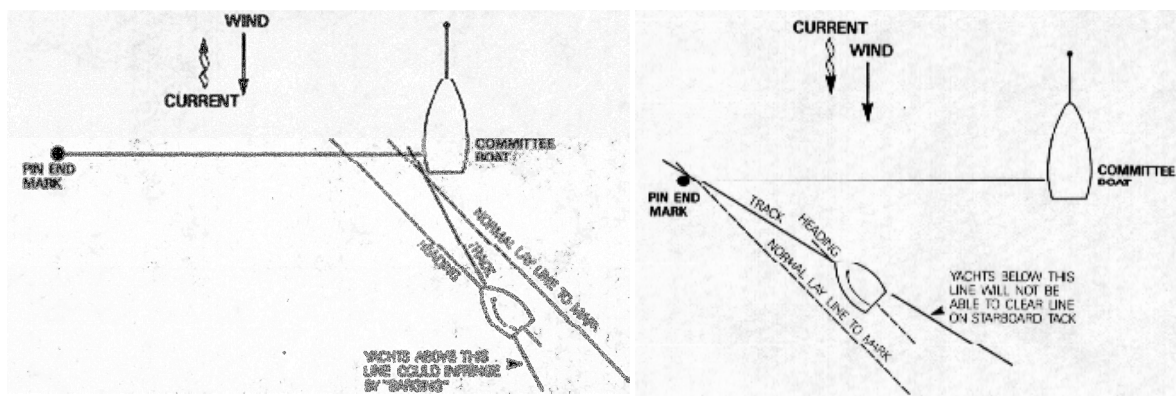 WIND
CURRENT
COMMITTEE
BOAT
PIN END
MARK
NORMAL LAY LINE TO MARK
TRACK
HEADING
YACHTS ABOVE THIS
LINE COULD INFRINGE
BY "BARGING"
CURRENT
WIND
COMMITTEE
BOAT
PIN END
MARK
TRACK
HEADING
NORMAL LAY LINE TO MARK
YACHTS BELOW THIS
LINE WILL NOT BE
ABLE TO CLEAR LINE
ON STARBOARD TACK